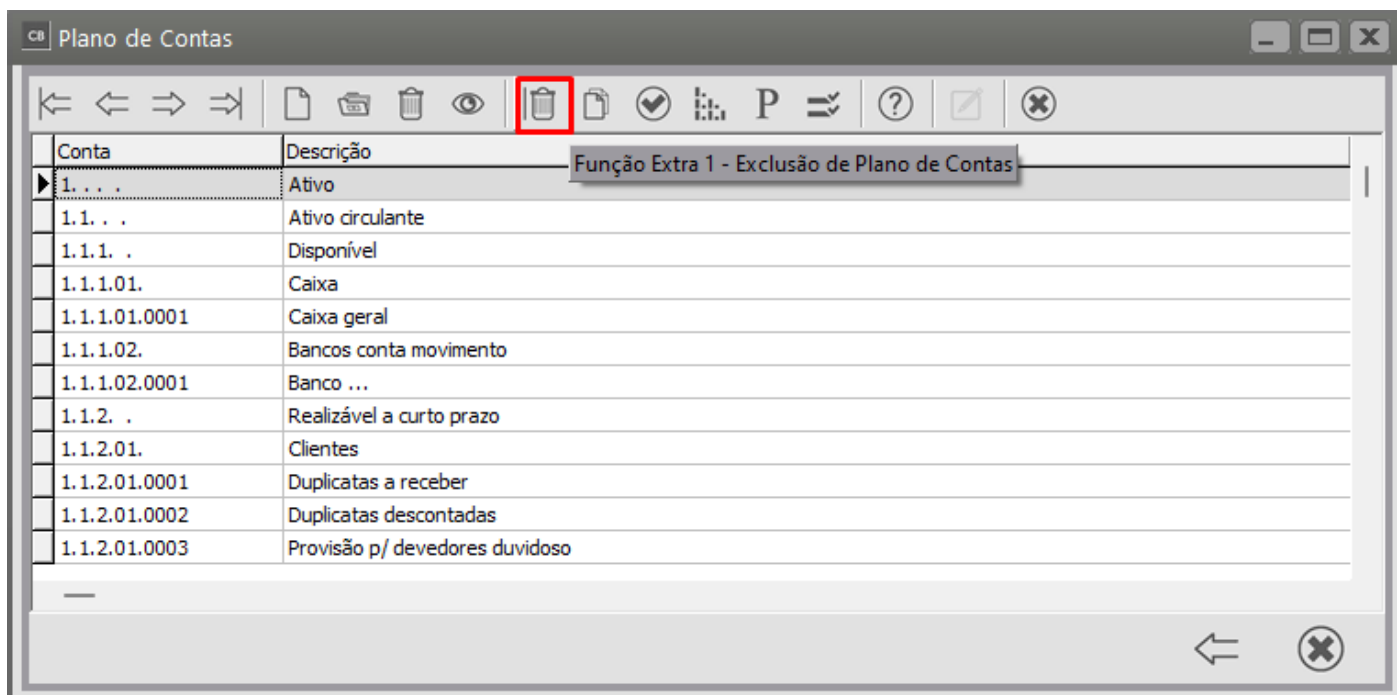 CB Plano de Contas
P
?
Conta Descrição
Função Extra 1 - Exclusão de Plano de Contas
1. . . . Ativo
1.1. . . Ativo circulante
1.1.1. . Disponível
1.1.1.01. Caixa
1.1.1.01.0001 Caixa geral
1.1.1.02. Bancos conta movimento
1.1.1.02.0001 Banco ...
1.1.2. . Realizável a curto prazo
1.1.2.01. Clientes
1.1.2.01.0001 Duplicatas a receber
1.1.2.01.0002 Duplicatas descontadas
1.1.2.01.0003 Provisão p/ devedores duvidoso